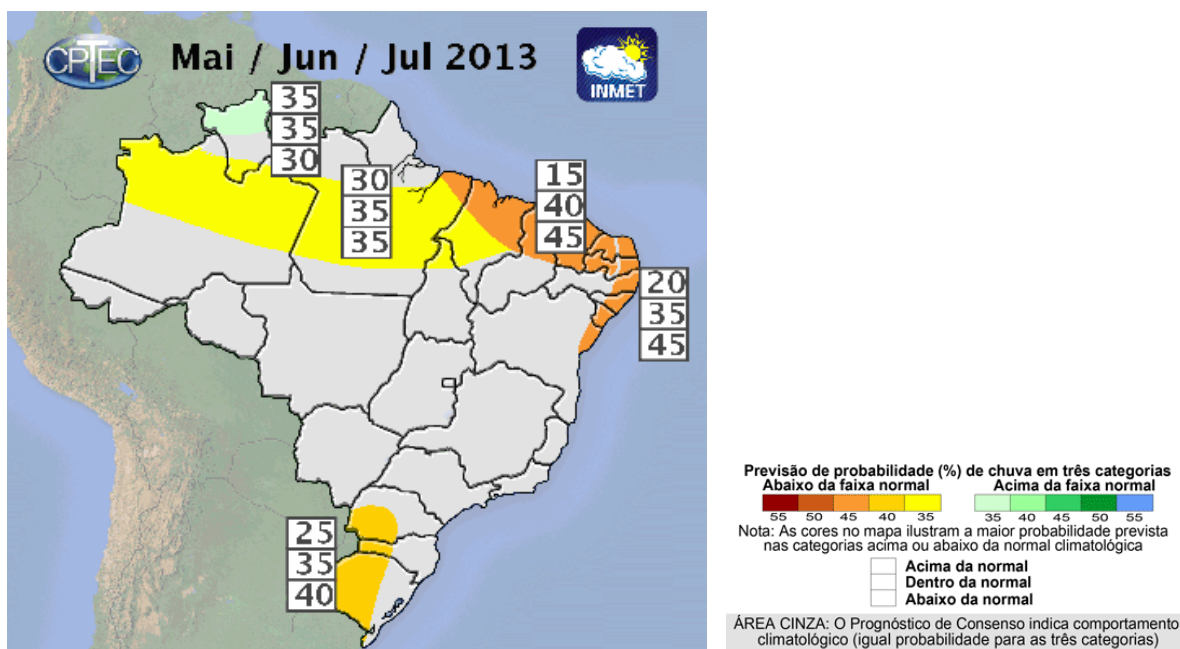 CPTEC
Mai / Jun / Jul 2013
INMET
35
35
30
30
35
35
15
40
45
20
35
45
25
35
40
Previsão de probabilidade (%) de chuva em três categorias
Abaixo da faixa normal Acima da faixa normal
55 50 45 40 35 35 40 45 50 55
Nota: As cores no mapa ilustram a maior probabilidade prevista
nas categorias acima ou abaixo da normal climatológica
Acima da normal
Dentro da normal
Abaixo da normal
ÁREA CINZA: O Prognóstico de Consenso indica comportamento
climatológico (igual probabilidade para as três categorias)